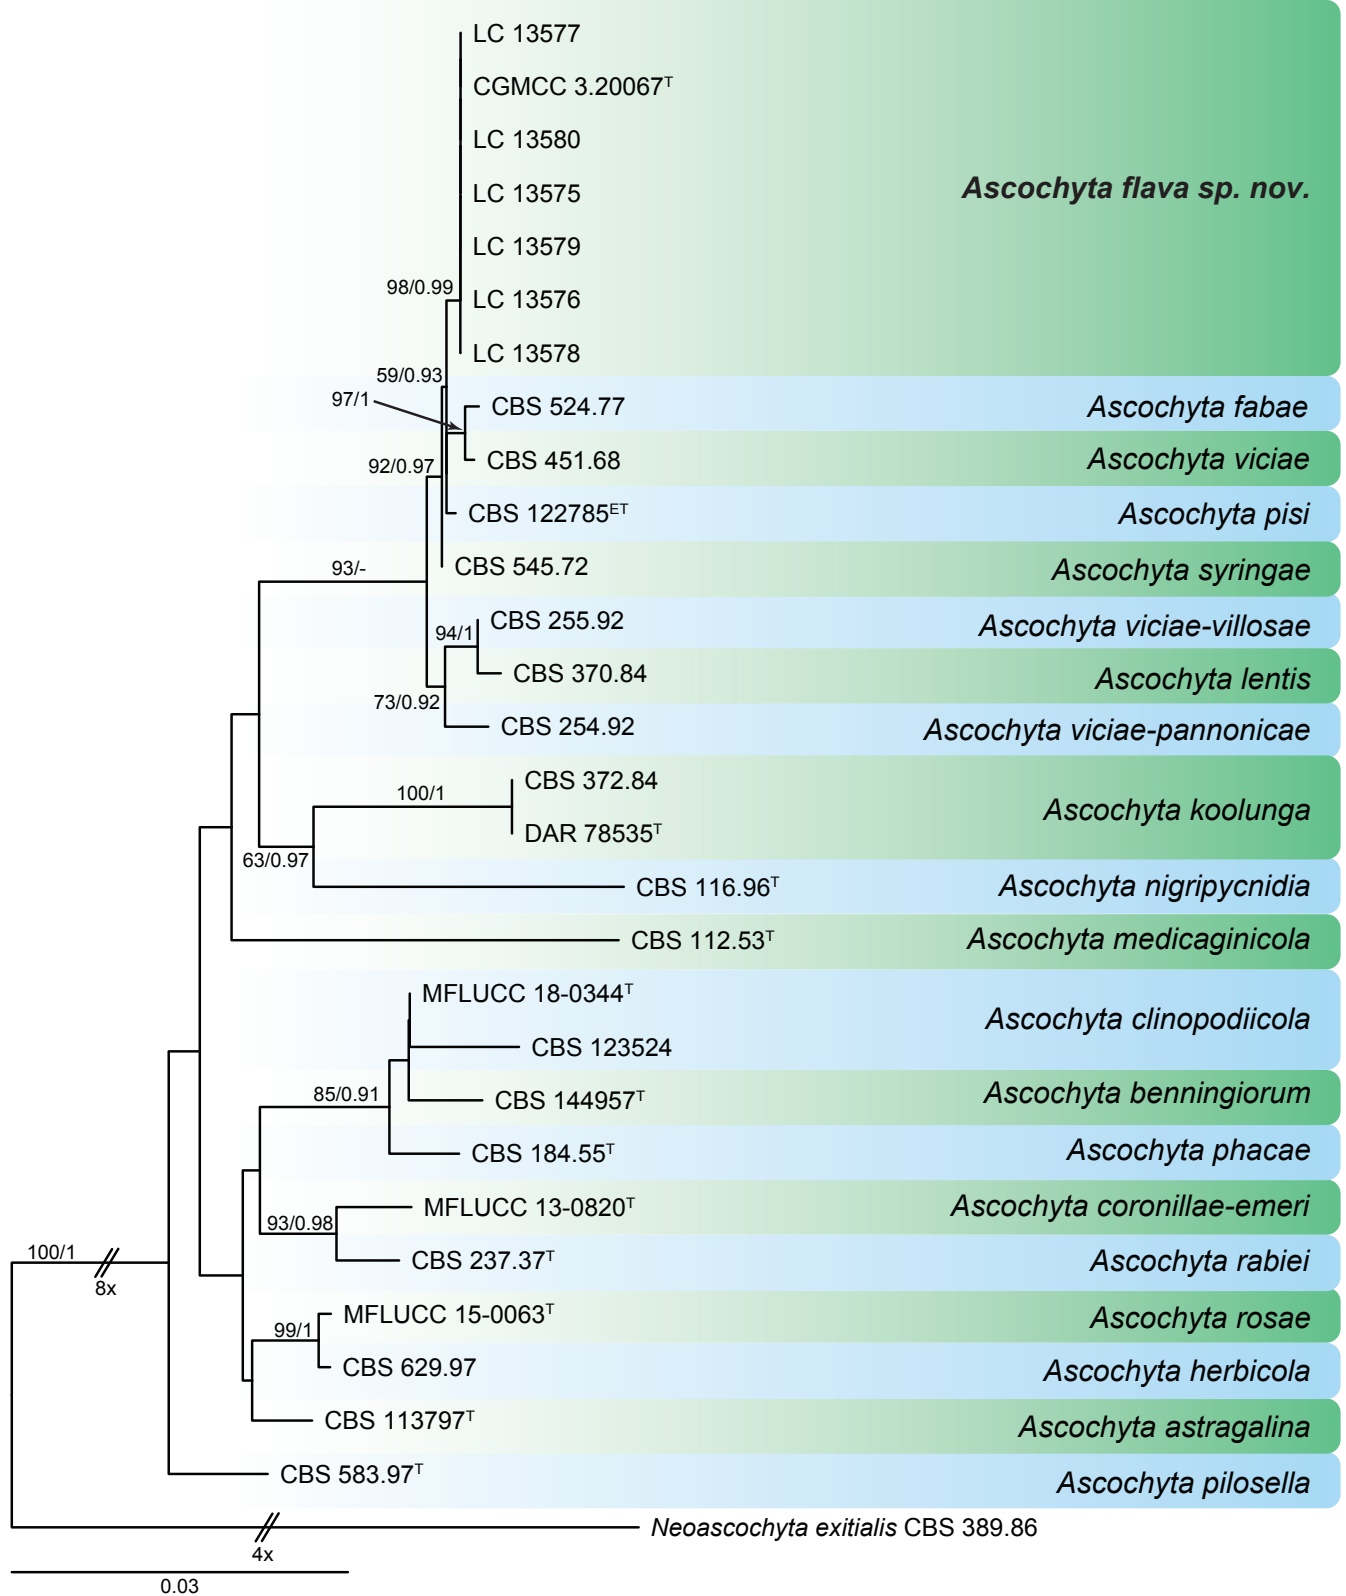 LC 13577
CGMCC 3.20067ᵀ
LC 13580
LC 13575
Ascochyta flava sp. nov.
LC 13579
98/0.99
LC 13576
LC 13578
59/0.93
97/1
CBS 524.77 Ascochyta fabae
92/0.97
CBS 451.68 Ascochyta viciae
CBS 122785ᴱᵀ Ascochyta pisi
93/-
CBS 545.72 Ascochyta syringae
94/1
CBS 255.92 Ascochyta viciae-villosae
CBS 370.84 Ascochyta lentis
73/0.92
CBS 254.92 Ascochyta viciae-pannonicae
CBS 372.84
100/1
Ascochyta koolunga
DAR 78535ᵀ
63/0.97
CBS 116.96ᵀ Ascochyta nigripycnidia
CBS 112.53ᵀ Ascochyta medicaginicola
MFLUCC 18-0344ᵀ
Ascochyta clinopodiicola
CBS 123524
85/0.91
CBS 144957ᵀ Ascochyta benningiorum
CBS 184.55ᵀ Ascochyta phacae
MFLUCC 13-0820ᵀ Ascochyta coronillae-emeri
93/0.98
100/1
8x
CBS 237.37ᵀ Ascochyta rabiei
MFLUCC 15-0063ᵀ Ascochyta rosae
99/1
CBS 629.97 Ascochyta herbicola
CBS 113797ᵀ Ascochyta astragalina
CBS 583.97ᵀ Ascochyta pilosella
Neoascochyta exitialis CBS 389.86
4x
0.03